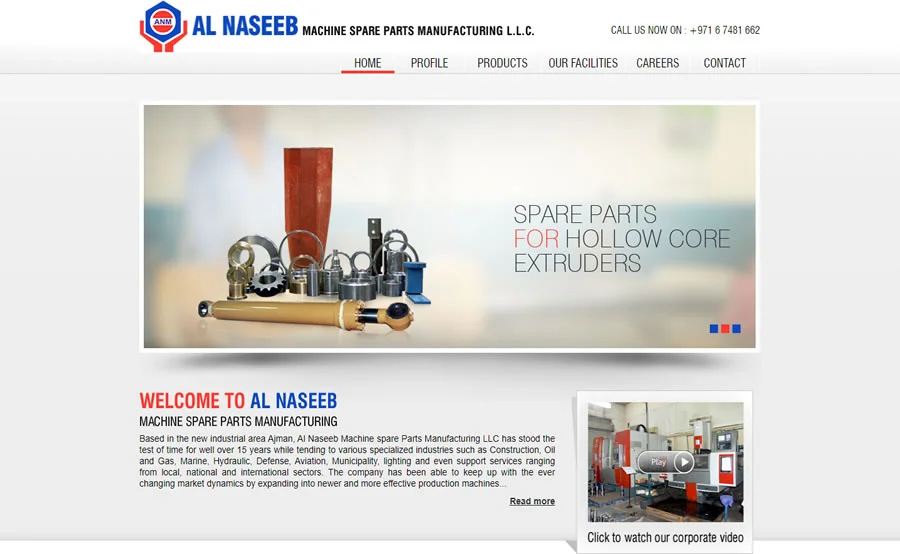 ANM
AL NASEEB MACHINE SPARE PARTS MANUFACTURING L.L.C.
CALL US NOW ON : +971 6 7481 662
HOME PROFILE PRODUCTS OUR FACILITIES CAREERS CONTACT
SPARE PARTS
FOR HOLLOW CORE
EXTRUDERS
WELCOME TO AL NASEEB
MACHINE SPARE PARTS MANUFACTURING
Based in the new industrial area Ajman, Al Naseeb Machine spare Parts Manufacturing LLC has stood the
test of time for well over 15 years while tending to various specialized industries such as Construction, Oil
and Gas, Marine, Hydraulic, Defense, Aviation, Municipality, lighting and even support services ranging
from local, national and international sectors. The company has been able to keep up with the ever
changing market dynamics by expanding into newer and more effective production machines...
Read more
Play
Click to watch our corporate video